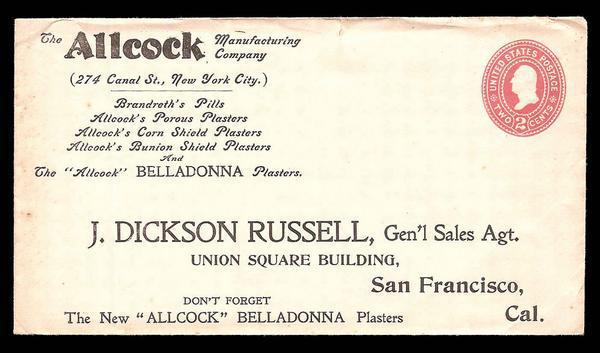 The Allcock Manufacturing Company
(274 Canal St., New York City.)
Brandreth's Pills
Allcock's Porous Plasters
Allcock's Corn Shield Plasters
Allcock's Bunion Shield Plasters
And
The "Allcock" BELLADONNA Plasters.
UNITED STATES POSTAGE
TWO 2 CENTS
J. DICKSON RUSSELL, Gen'l Sales Agt.
UNION SQUARE BUILDING,
San Francisco,
Cal.
DON'T FORGET
The New "ALLCOCK" BELLADONNA Plasters